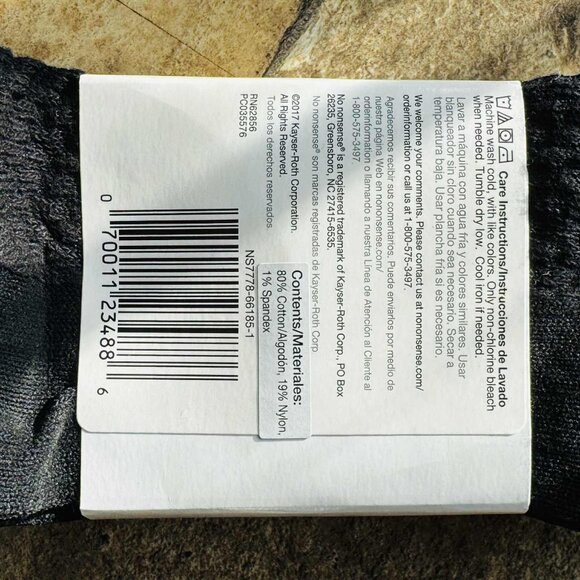 Care Instructions/Instrucciones de Lavado
Machine wash cold, with like colors. Only non-chlorine bleach
when needed. Tumble dry low. Cool iron if needed.
Lavar a máquina con agua fría y colores similares. Usar
blanqueador sin cloro cuando sea necesario. Secar a
temperatura baja. Usar plancha fría si es necesario.
We welcome your comments. Please contact us at nononsense.com/
orderinformation or call us at 1-800-575-3497.
Agradecemos recibir sus comentarios. Puede enviarlos por medio de
nuestra página Web en nononsense.com/
orderinformation o llamando a nuestra Línea de Atención al Cliente al
1-800-575-3497.
No nonsense® is a registered trademark of Kayser-Roth Corp., PO Box
26235, Greensboro, NC 27415-6535.
No nonsense® son marcas registradas de Kayser-Roth Corp
©2017 Kayser-Roth Corporation.
All Rights Reserved.
Todos los derechos reservados.
RN62856
PC035576
Contents/Materiales:
80% Cotton/Algodón, 19% Nylon,
1% Spandex
NS7778-66185-1
0 70011 23488 6